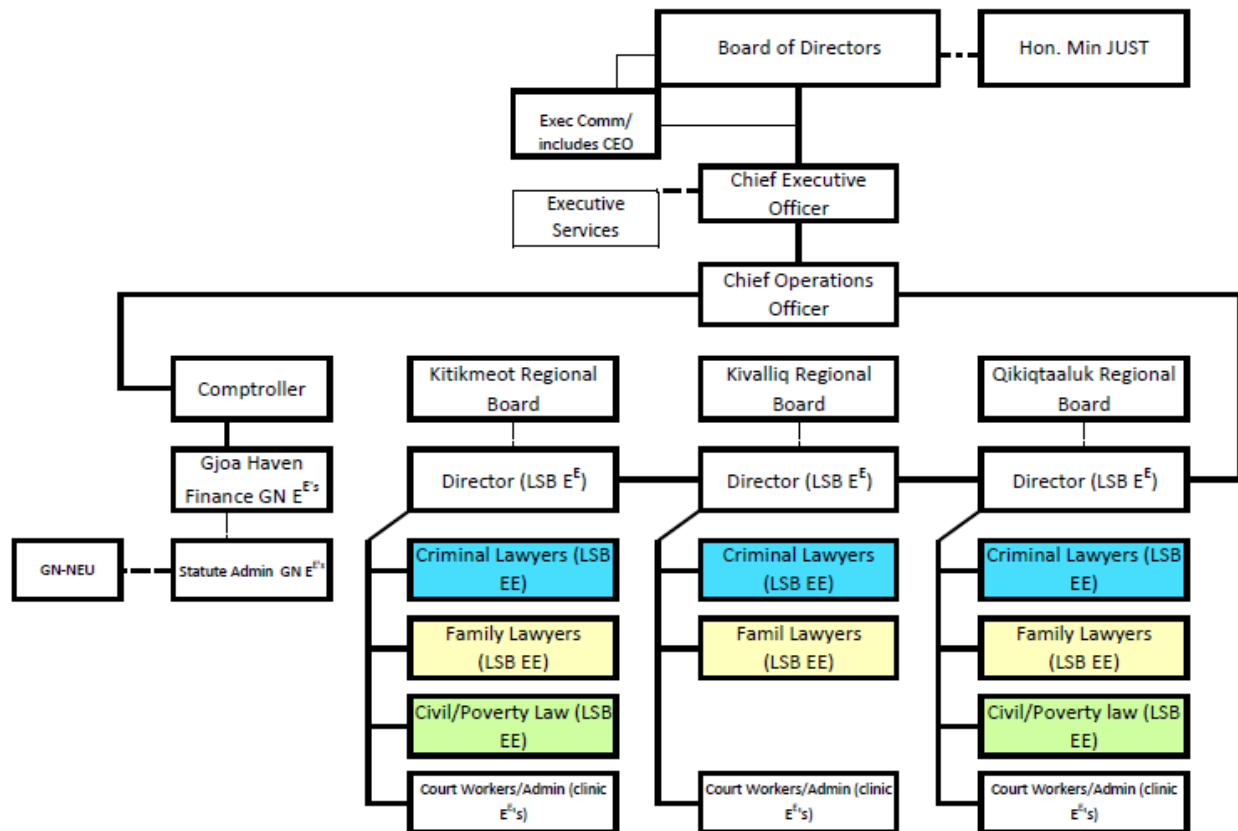 Board of Directors
Hon. Min JUST
Exec Comm/
includes CEO
Chief Executive
Officer
Executive
Services
Chief Operations
Officer
Comptroller
Kitikmeot Regional
Board
Kivalliq Regional
Board
Qikiqtaaluk Regional
Board
Gjoa Haven
Finance GN E^E's
Director (LSB E^E)
Director (LSB E^E)
Director (LSB E^E)
GN-NEU
Statute Admin GN E^E's
Criminal Lawyers (LSB
EE)
Criminal Lawyers
(LSB EE)
Criminal Lawyers (LSB
EE)
Family Lawyers
(LSB EE)
Famil Lawyers
(LSB EE)
Family Lawyers
(LSB EE)
Civil/Poverty Law (LSB
EE)
Civil/Poverty law (LSB
EE)
Court Workers/Admin (clinic
E^E's)
Court Workers/Admin (clinic
E^E's)
Court Workers/Admin (clinic
E^E's)